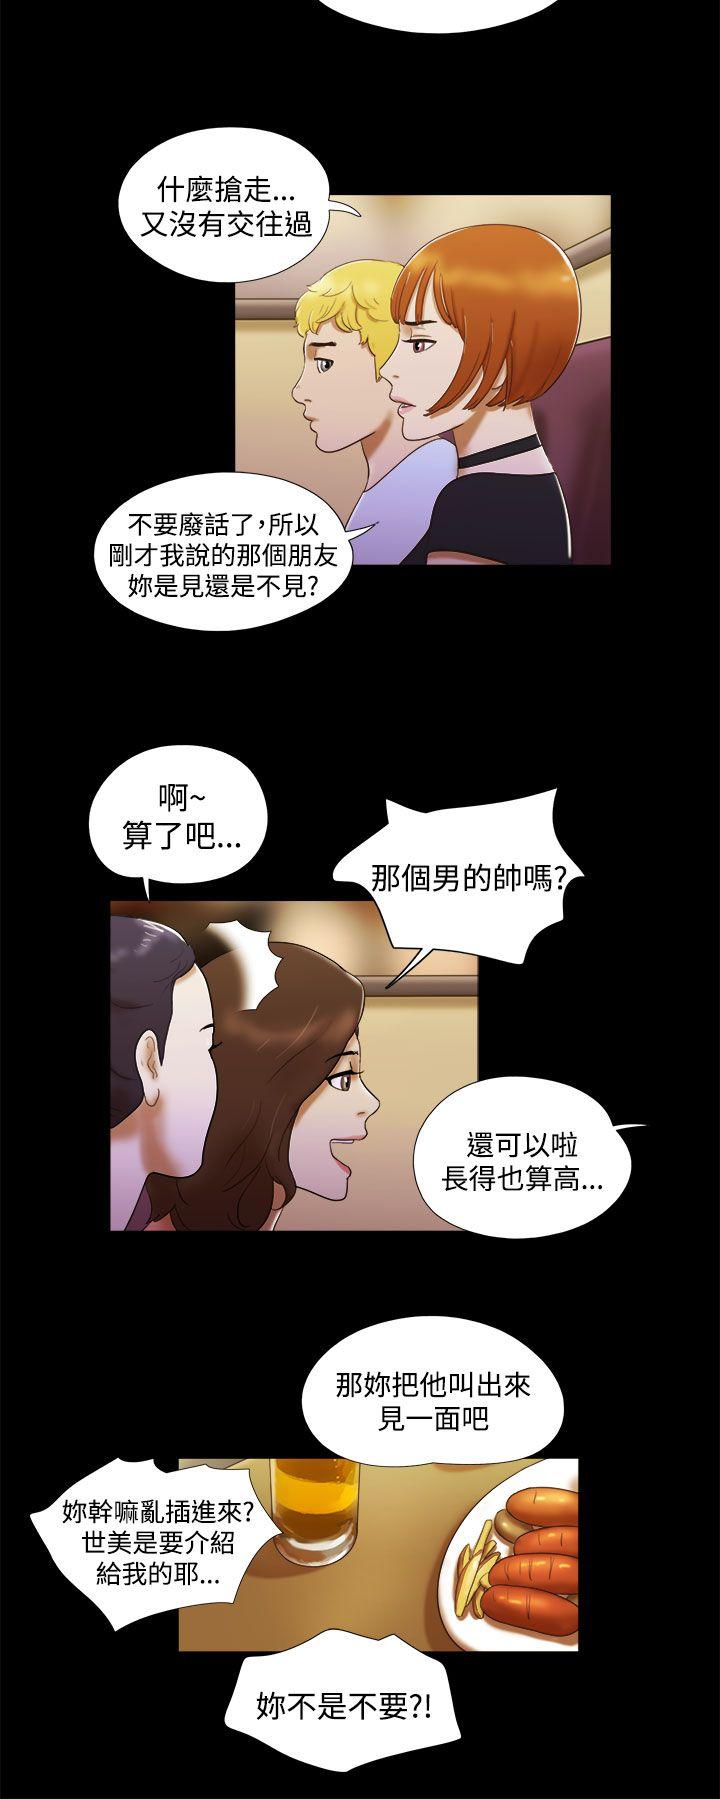 什麼搶走...
又沒有交往過
不要廢話了，所以
剛才我說的那個朋友
妳是見還是不見?
啊~
算了吧...
那個男的帥嗎?
還可以啦
長得也算高...
那妳把他叫出來
見一面吧
妳幹嘛亂插進來?
世美是要介紹
給我的耶...
妳不是不要?!